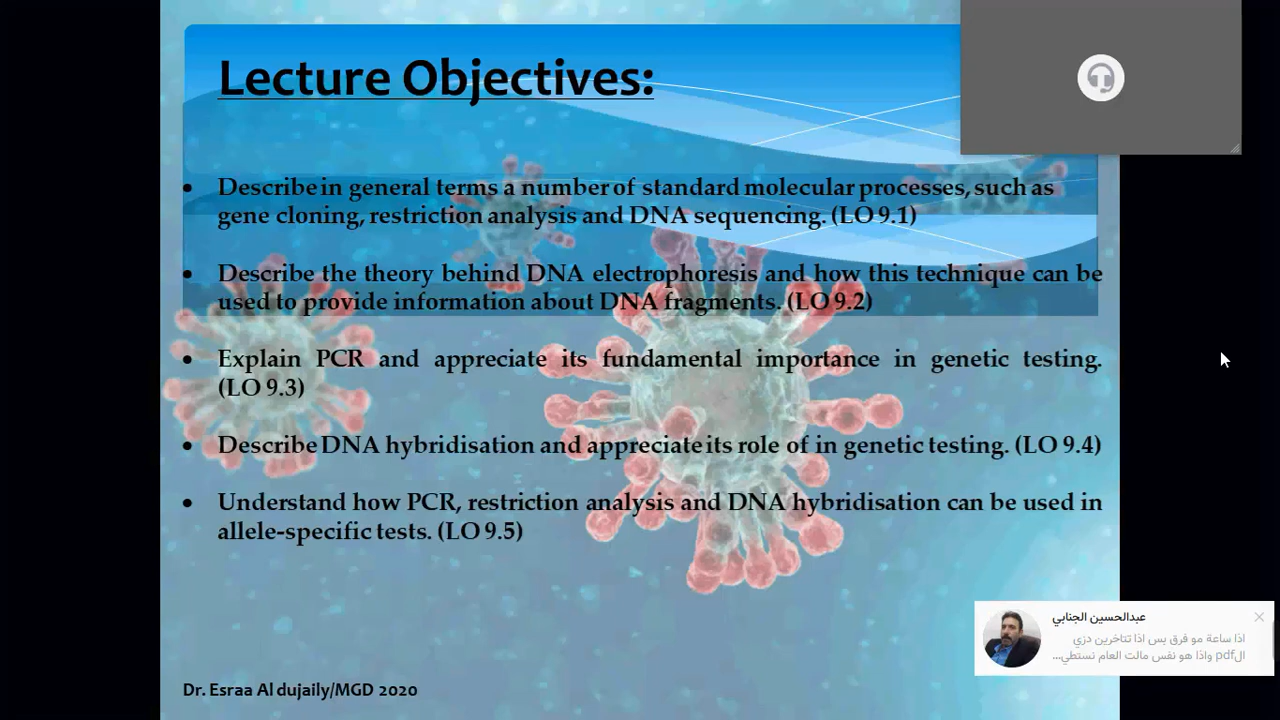 Lecture Objectives:
• Describe in general terms a number of standard molecular processes, such as
gene cloning, restriction analysis and DNA sequencing. (LO 9.1)
• Describe the theory behind DNA electrophoresis and how this technique can be
used to provide information about DNA fragments. (LO 9.2)
• Explain PCR and appreciate its fundamental importance in genetic testing.
(LO 9.3)
• Describe DNA hybridisation and appreciate its role of in genetic testing. (LO 9.4)
• Understand how PCR, restriction analysis and DNA hybridisation can be used in
allele-specific tests. (LO 9.5)
عبدالحسين الجنابي
اذا ساعة مو فرق بس اذا تتاخرين دزي
الpdf واذا هو نفس مالت العام تستطي...
Dr. Esraa Al dujaily/MGD 2020